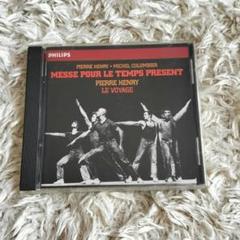 PHILIPS
PIERRE HENRY • MICHEL COLOMBIER
MESSE POUR LE TEMPS PRESENT
PIERRE HENRY
LE VOYAGE